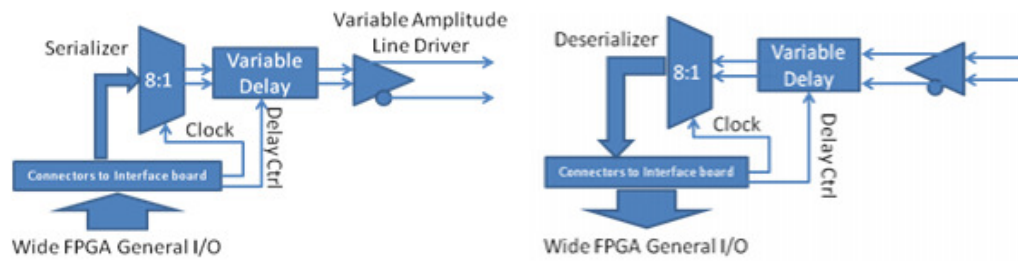 Variable Amplitude
Line Driver
Serializer
8:1
Variable
Delay
Clock
Delay Ctrl
Connectors to Interface board
Wide FPGA General I/O
Deserializer
8:1
Variable
Delay
Clock
Delay Ctrl
Connectors to Interface board
Wide FPGA General I/O